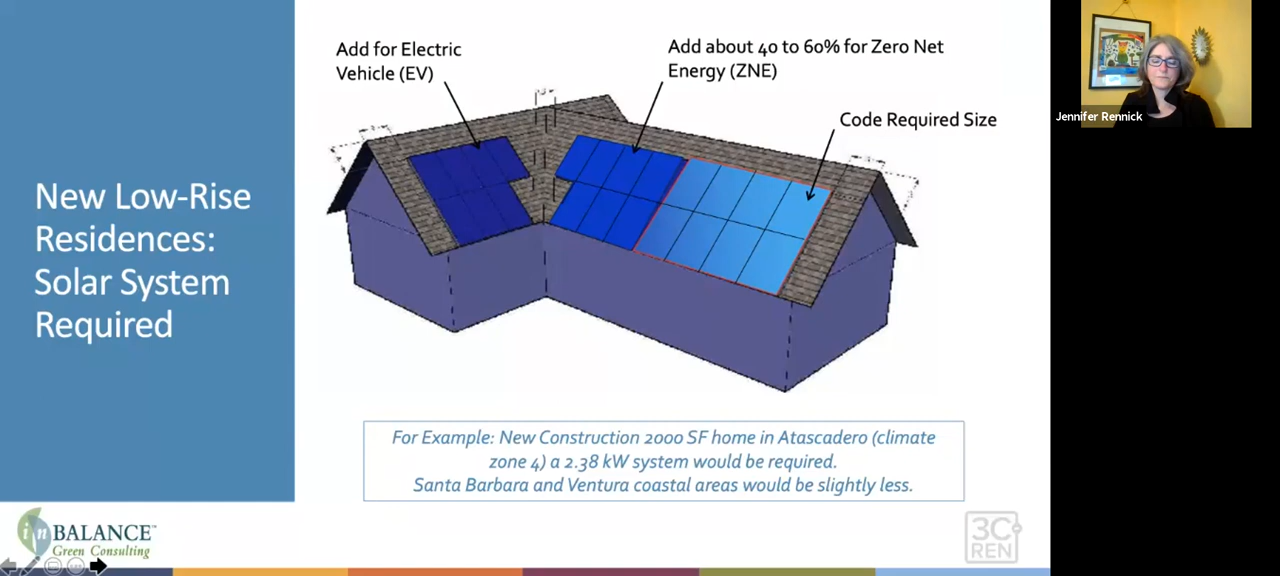 New Low-Rise
Residences:
Solar System
Required
Add for Electric
Vehicle (EV)
Add about 40 to 60% for Zero Net
Energy (ZNE)
Code Required Size
For Example: New Construction 2000 SF home in Atascadero (climate
zone 4) a 2.38 kW system would be required.
Santa Barbara and Ventura coastal areas would be slightly less.
in BALANCE™
Green Consulting
3C
REN
Jennifer Rennick